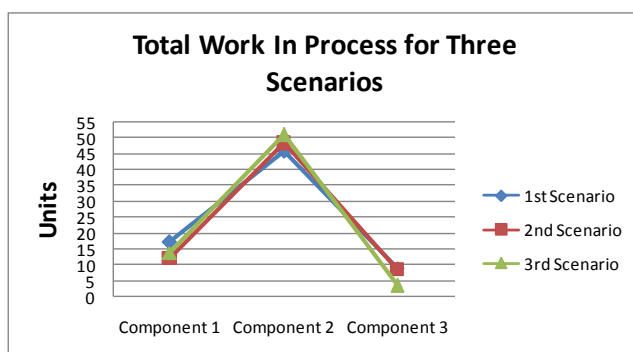 Total Work In Process for Three
Scenarios
Units
55
50
45
40
35
30
25
20
15
10
5
0
Component 1 Component 2 Component 3
1st Scenario
2nd Scenario
3rd Scenario